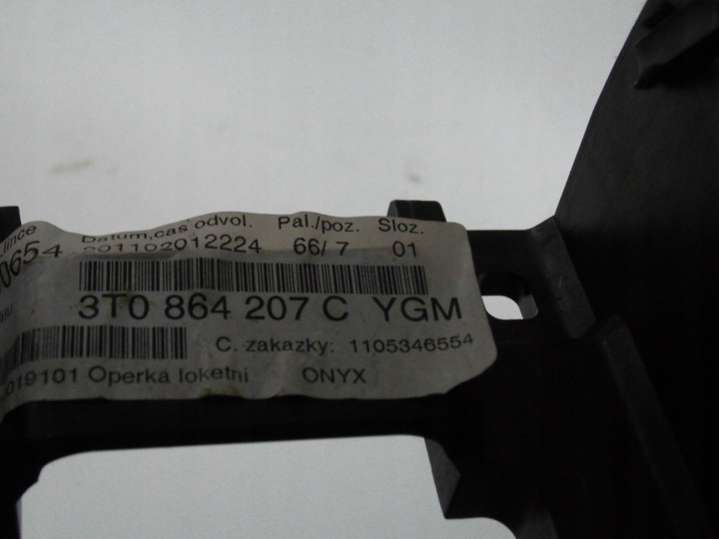 Datum,čas odvol. Pal./poz. Sloz.
0654 201102012224 66/ 7 01
3T0 864 207 C YGM
C. zakazky: 1105346554
019101 Operka loketni ONYX